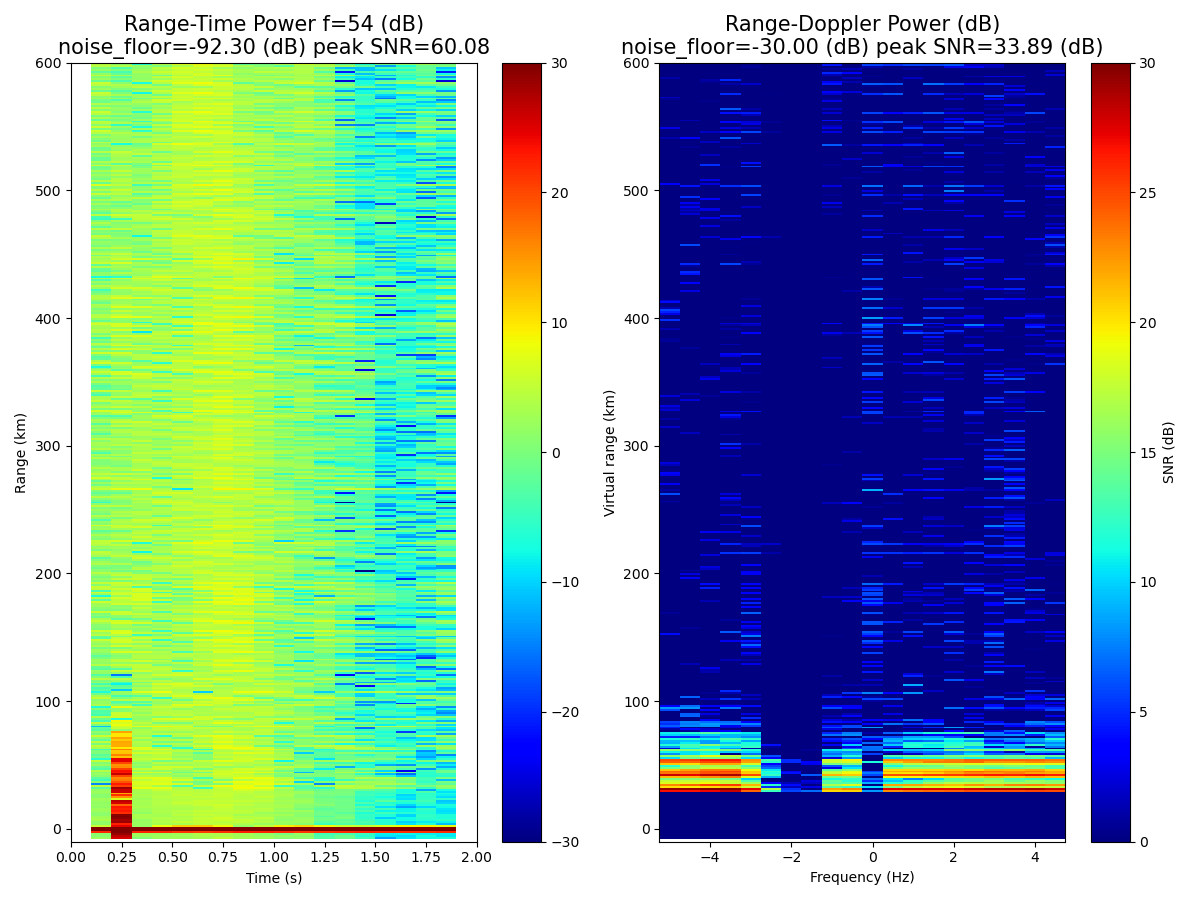 Range-Time Power f=54 (dB)
noise_floor=-92.30 (dB) peak SNR=60.08
600
500
400
300
200
100
0
Range (km)
0.00 0.25 0.50 0.75 1.00 1.25 1.50 1.75 2.00
Time (s)
30
20
10
0
−10
−20
−30
Range-Doppler Power (dB)
noise_floor=-30.00 (dB) peak SNR=33.89 (dB)
600
500
400
300
200
100
0
Virtual range (km)
−4 −2 0 2 4
Frequency (Hz)
30
25
20
15
10
5
0
SNR (dB)